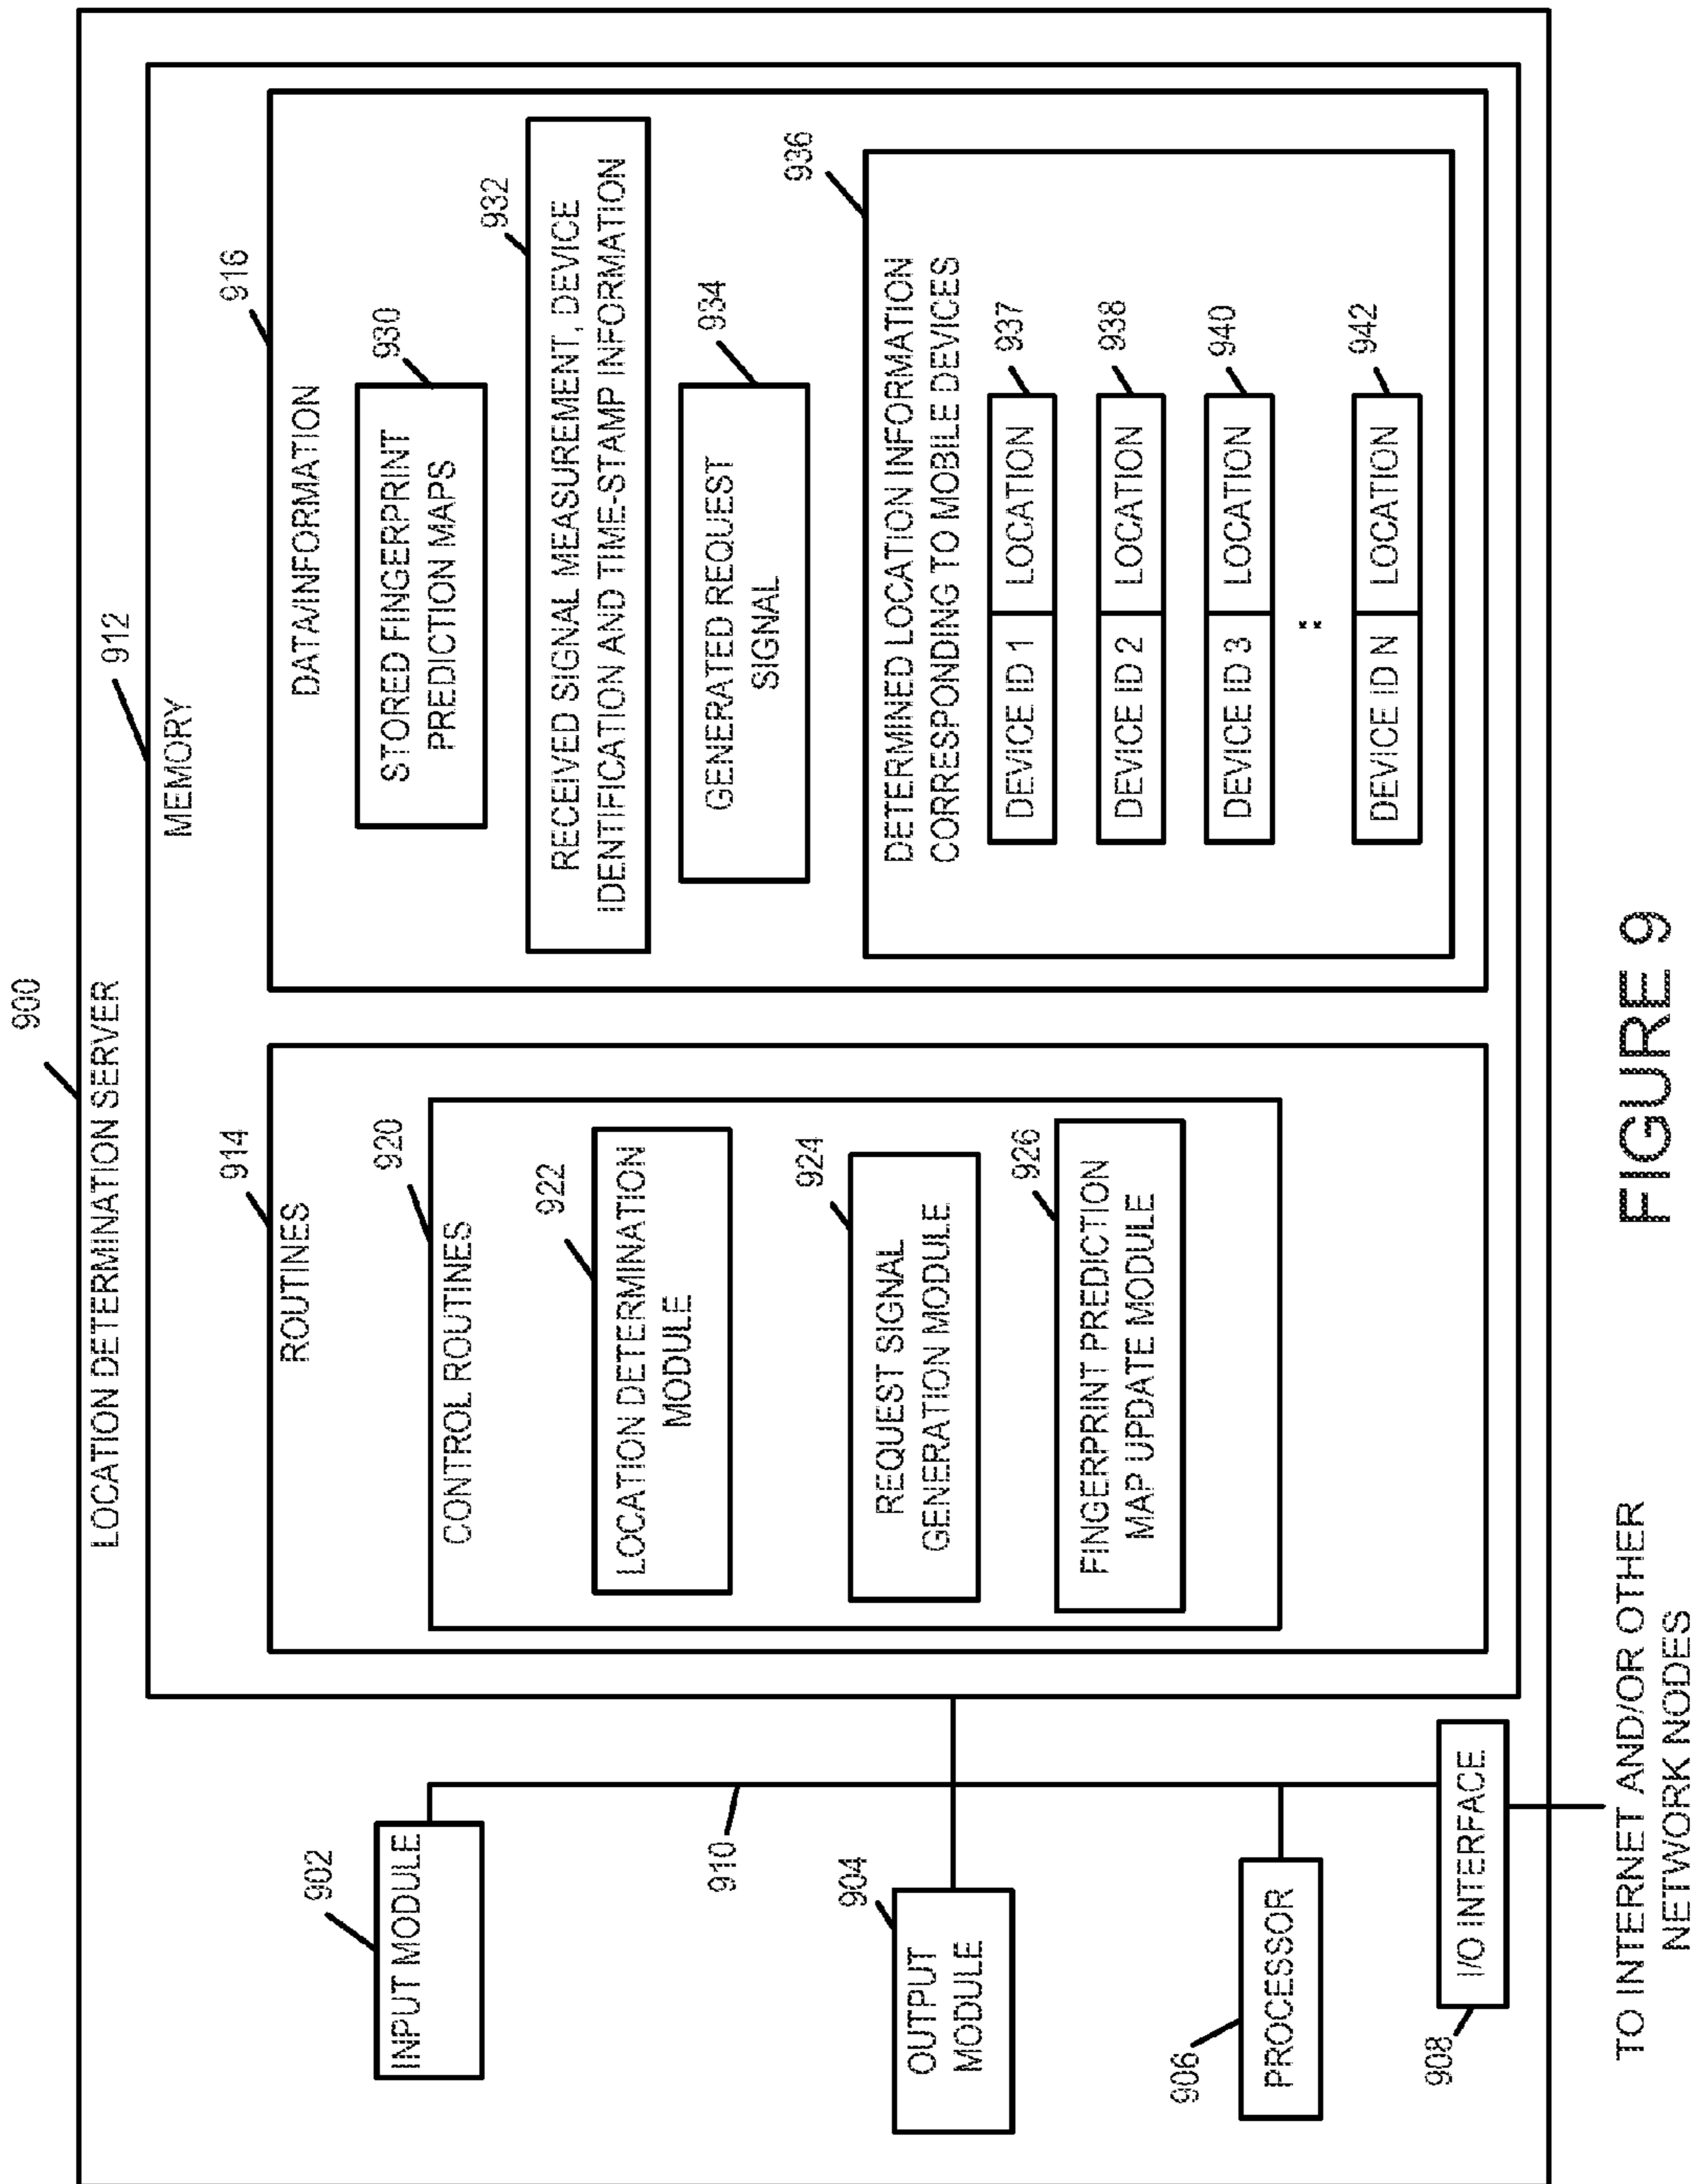 900
LOCATION DETERMINATION SERVER
902
INPUT MODULE
904
OUTPUT
MODULE
906
PROCESSOR
908
I/O INTERFACE
910
TO INTERNET AND/OR OTHER
NETWORK NODES
912
MEMORY
914
ROUTINES
920
CONTROL ROUTINES
922
LOCATION DETERMINATION
MODULE
924
REQUEST SIGNAL
GENERATION MODULE
926
FINGERPRINT PREDICTION
MAP UPDATE MODULE
916
DATA/INFORMATION
930
STORED FINGERPRINT
PREDICTION MAPS
932
RECEIVED SIGNAL MEASUREMENT, DEVICE
IDENTIFICATION AND TIME-STAMP INFORMATION
934
GENERATED REQUEST
SIGNAL
936
DETERMINED LOCATION INFORMATION
CORRESPONDING TO MOBILE DEVICES
DEVICE ID 1 LOCATION 937
DEVICE ID 2 LOCATION 938
DEVICE ID 3 LOCATION 940
DEVICE ID N LOCATION 942
FIGURE 9